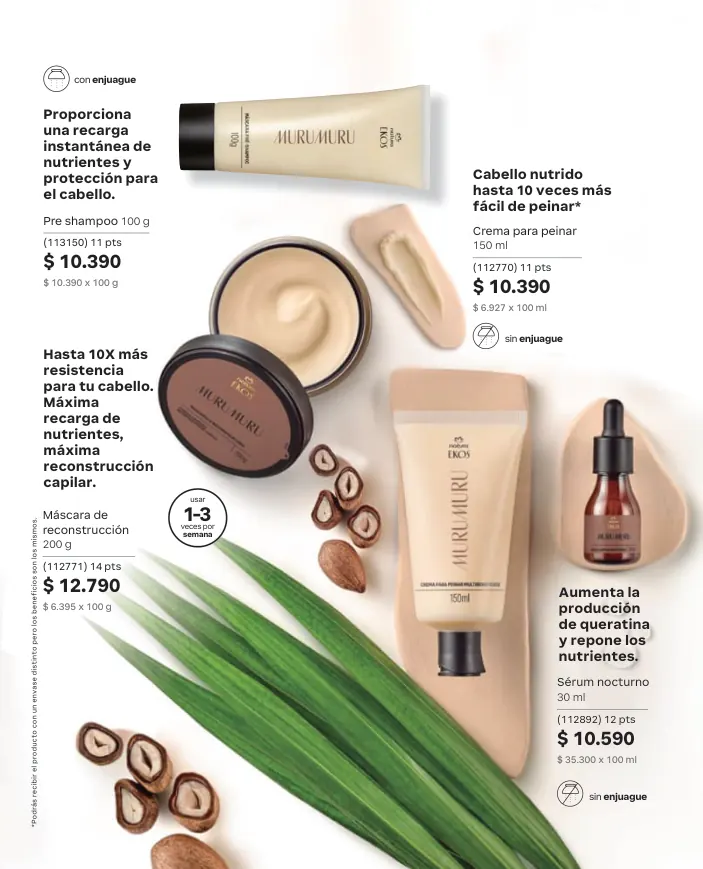 con enjuague
Proporciona
una recarga
instantánea de
nutrientes y
protección para
el cabello.
Pre shampoo 100 g
(113150) 11 pts
$ 10.390
$ 10.390 x 100 g
100g
MURUMURU
natura
EKOS
Cabello nutrido
hasta 10 veces más
fácil de peinar*
Crema para peinar
150 ml
(112770) 11 pts
$ 10.390
$ 6.927 x 100 ml
sin enjuague
Hasta 10X más
resistencia
para tu cabello.
Máxima
recarga de
nutrientes,
máxima
reconstrucción
capilar.
Máscara de
reconstrucción
200 g
(112771) 14 pts
$ 12.790
$ 6.395 x 100 g
natura
EKOS
MURUMURU
usar
1-3
veces por
semana
natura
EKOS
MURUMURU
150ml
MURUMURU
Aumenta la
producción
de queratina
y repone los
nutrientes.
Sérum nocturno
30 ml
(112892) 12 pts
$ 10.590
$ 35.300 x 100 ml
sin enjuague
*Podrás recibir el producto con un envase distinto pero los beneficios son los mismos.